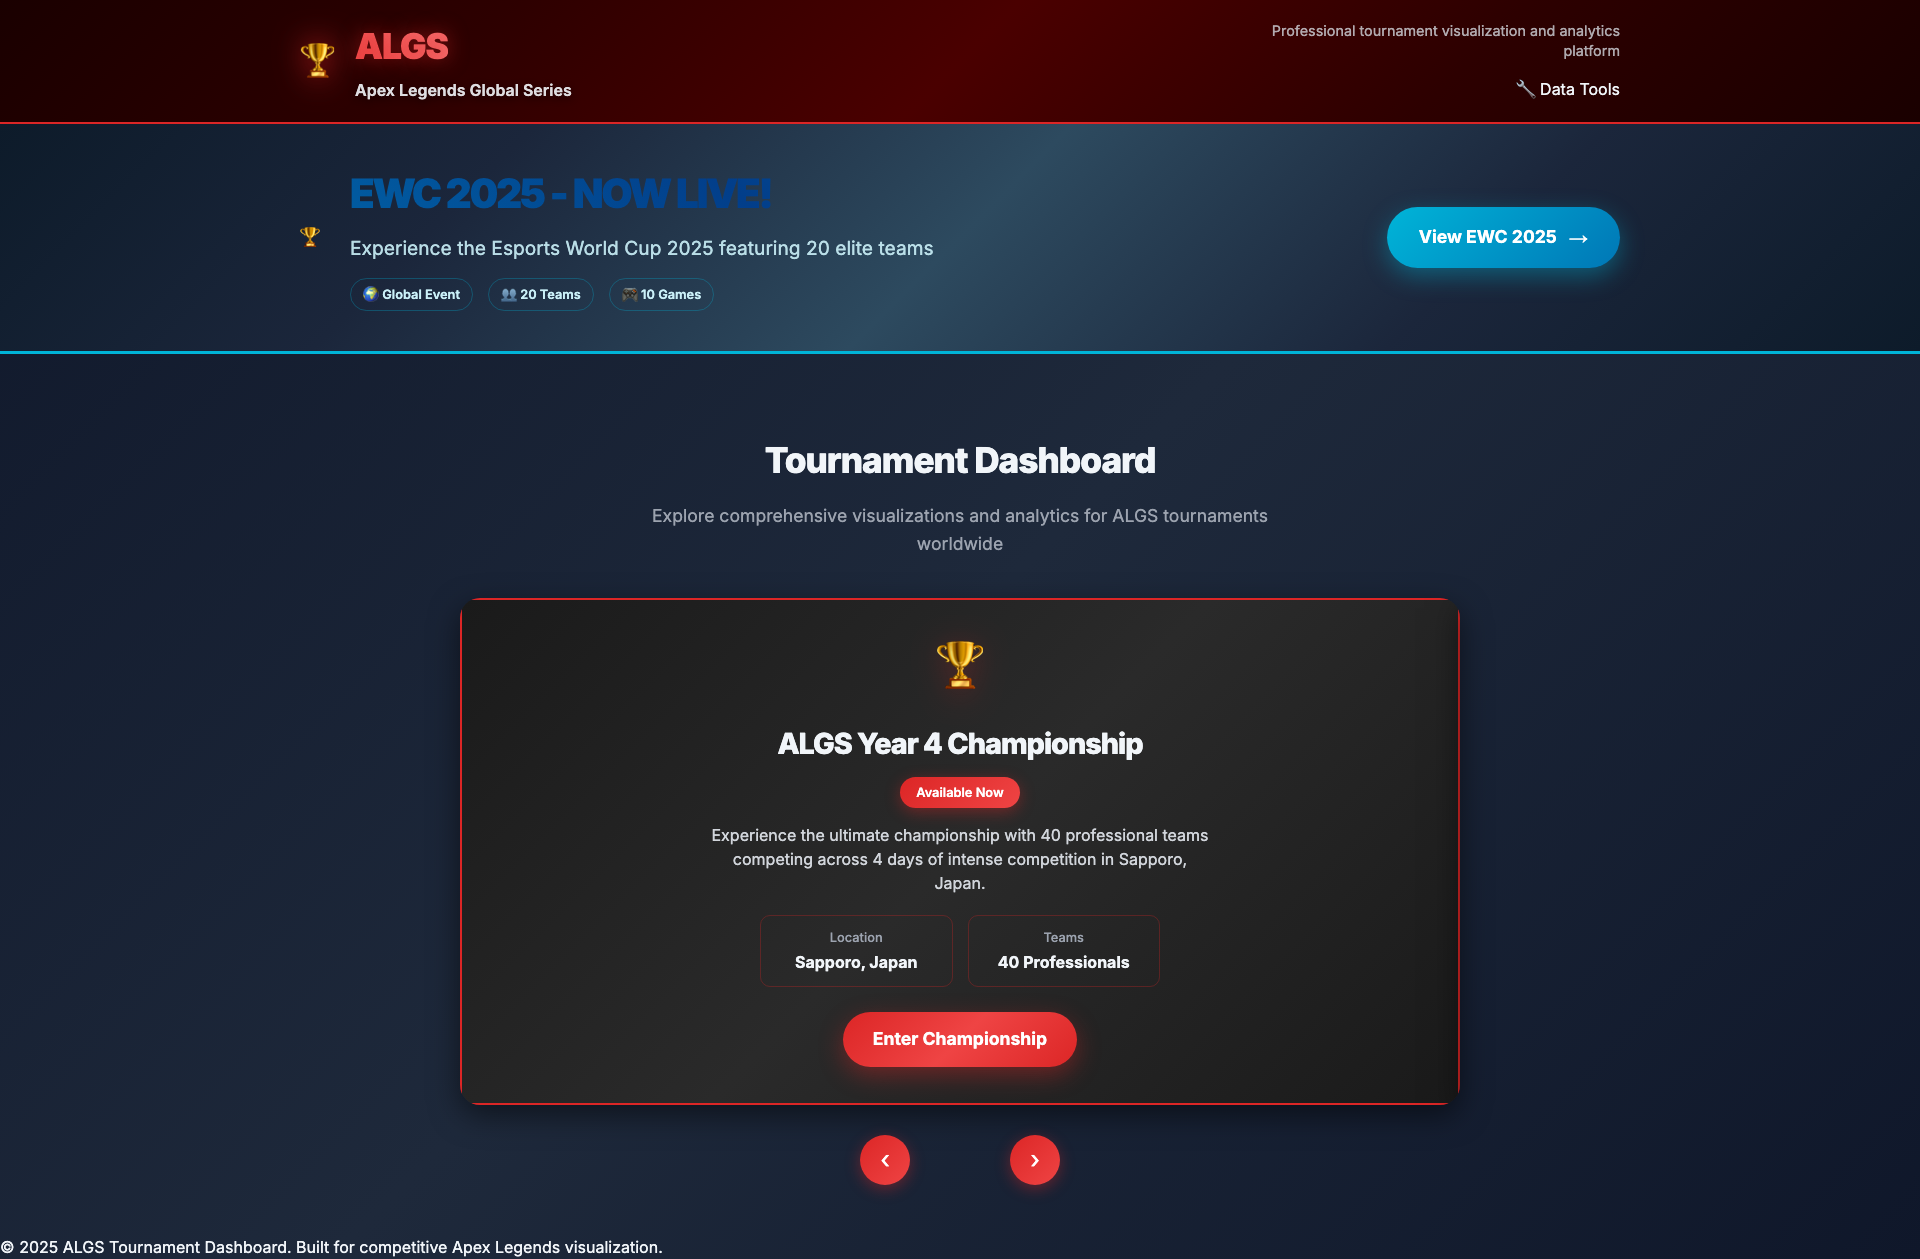 ALGS
Apex Legends Global Series
Professional tournament visualization and analytics
platform
Data Tools
EWC 2025 - NOW LIVE!
Experience the Esports World Cup 2025 featuring 20 elite teams
Global Event
20 Teams
10 Games
View EWC 2025 →
Tournament Dashboard
Explore comprehensive visualizations and analytics for ALGS tournaments
worldwide
ALGS Year 4 Championship
Available Now
Experience the ultimate championship with 40 professional teams
competing across 4 days of intense competition in Sapporo,
Japan.
Location
Sapporo, Japan
Teams
40 Professionals
Enter Championship
‹
›
© 2025 ALGS Tournament Dashboard. Built for competitive Apex Legends visualization.